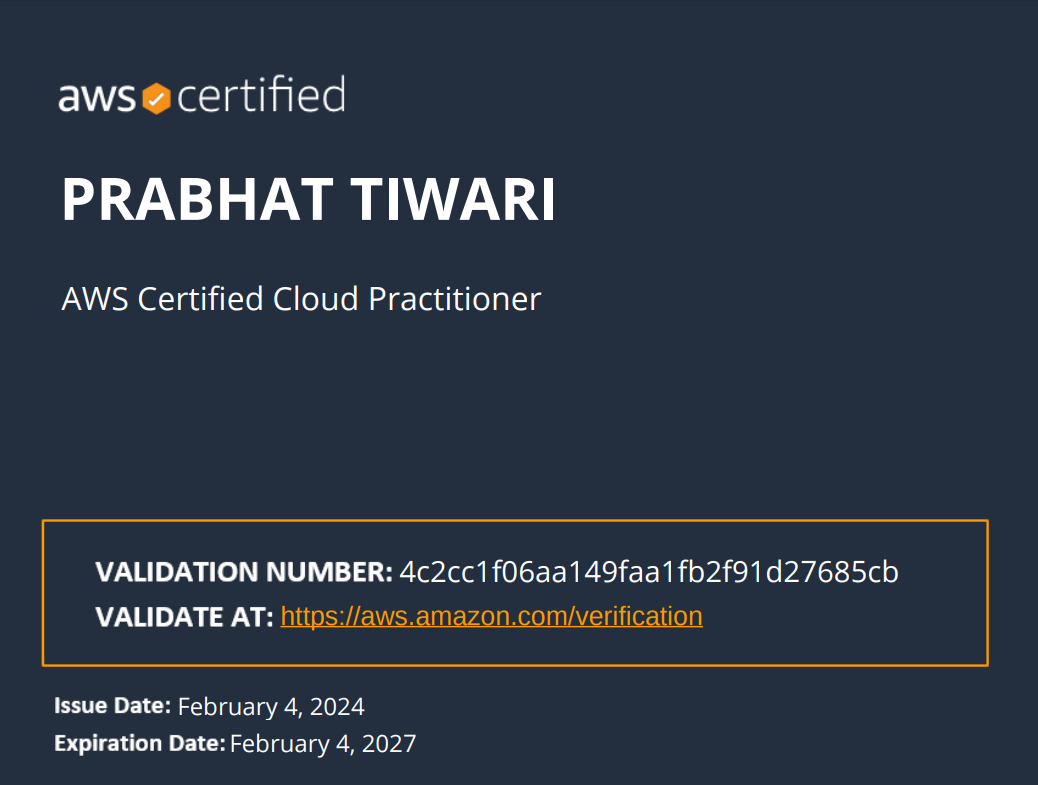 aws certified
PRABHAT TIWARI
AWS Certified Cloud Practitioner
VALIDATION NUMBER: 4c2cc1f06aa149faa1fb2f91d27685cb
VALIDATE AT: https://aws.amazon.com/verification
Issue Date: February 4, 2024
Expiration Date: February 4, 2027